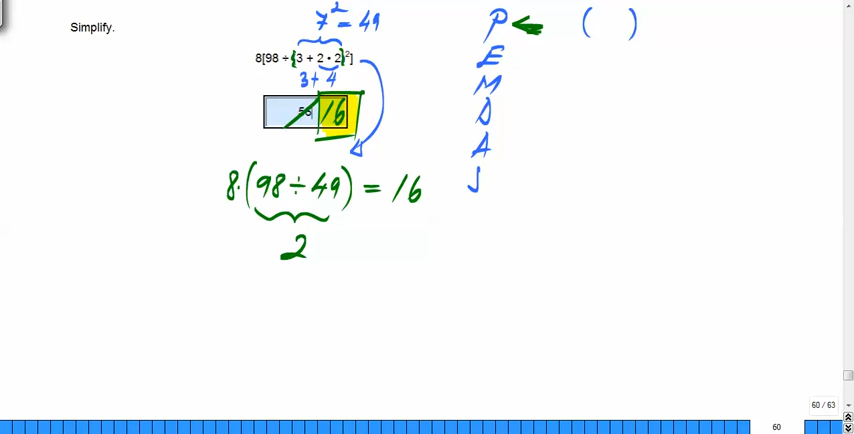 7² = 49
Simplify.
8[98 ÷ (3 + 2 • 2)²]
3 + 4
56 16
8·(98 ÷ 49) = 16
2
P ( )
E
M
D
A
S
60 / 63
60